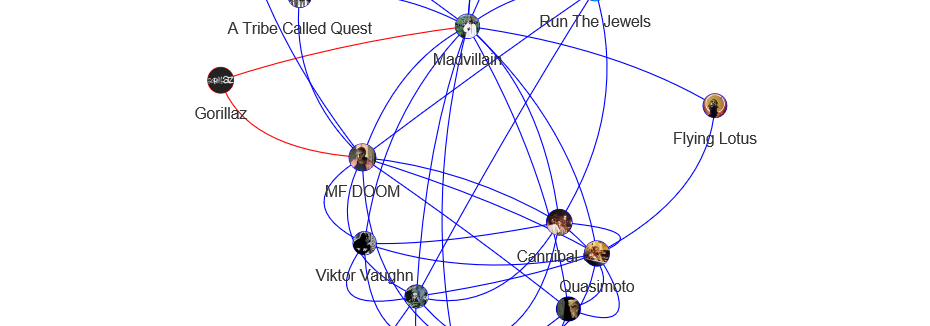 A Tribe Called Quest
Run The Jewels
Madvillain
Gorillaz
Flying Lotus
MF DOOM
Cannibal
Viktor Vaughn
Quasimoto